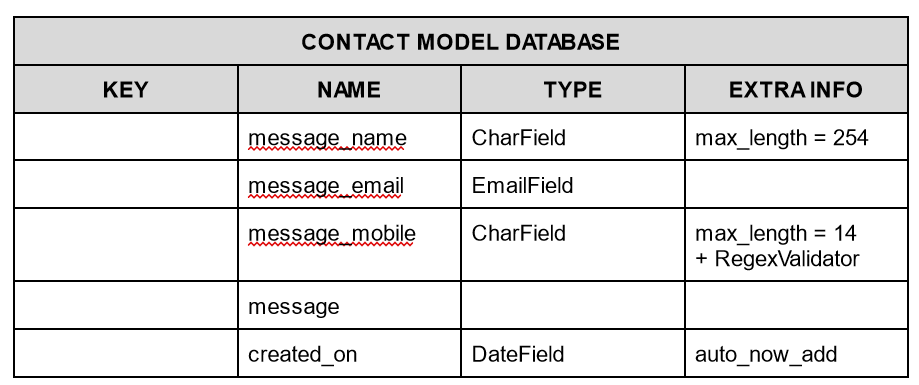 CONTACT MODEL DATABASE
KEY NAME TYPE EXTRA INFO
message_name CharField max_length = 254
message_email EmailField
message_mobile CharField max_length = 14
+ RegexValidator
message
created_on DateField auto_now_add